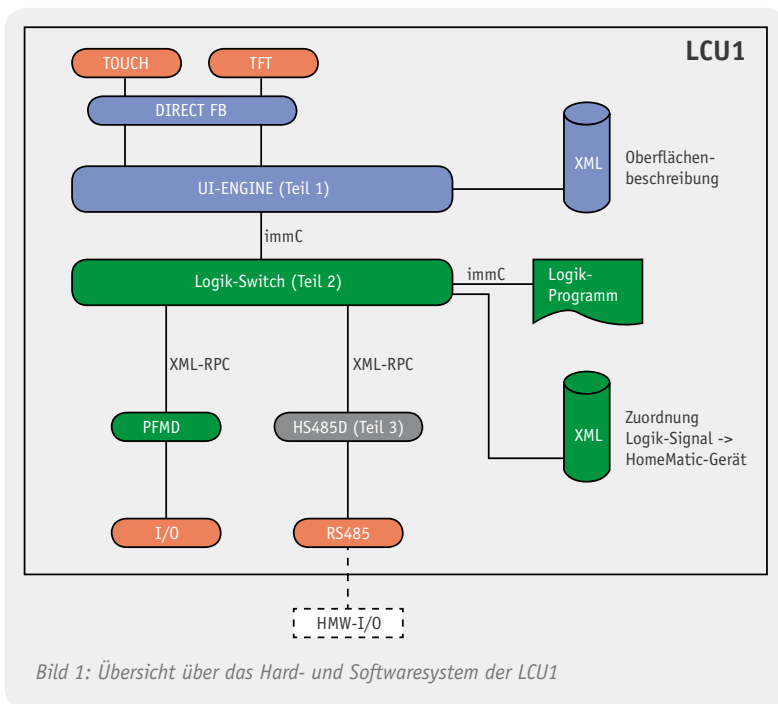 LCU1
TOUCH
TFT
DIRECT FB
UI-ENGINE (Teil 1)
XML
Oberflächen-
beschreibung
immC
Logik-Switch (Teil 2)
immC
Logik-
Programm
XML-RPC
XML-RPC
PFMD
HS485D (Teil 3)
XML
Zuordnung
Logik-Signal ->
HomeMatic-Gerät
I/O
RS485
HMW-I/O
Bild 1: Übersicht über das Hard- und Softwaresystem der LCU1